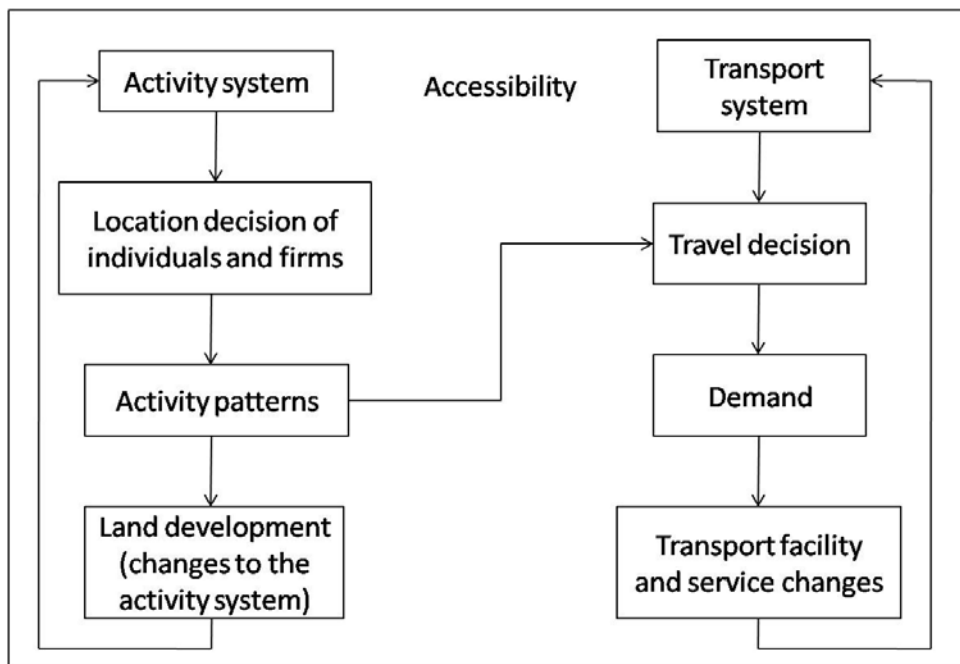 Activity system
Accessibility
Transport
system
Location decision of
individuals and firms
Travel decision
Activity patterns
Demand
Land development
(changes to the
activity system)
Transport facility
and service changes